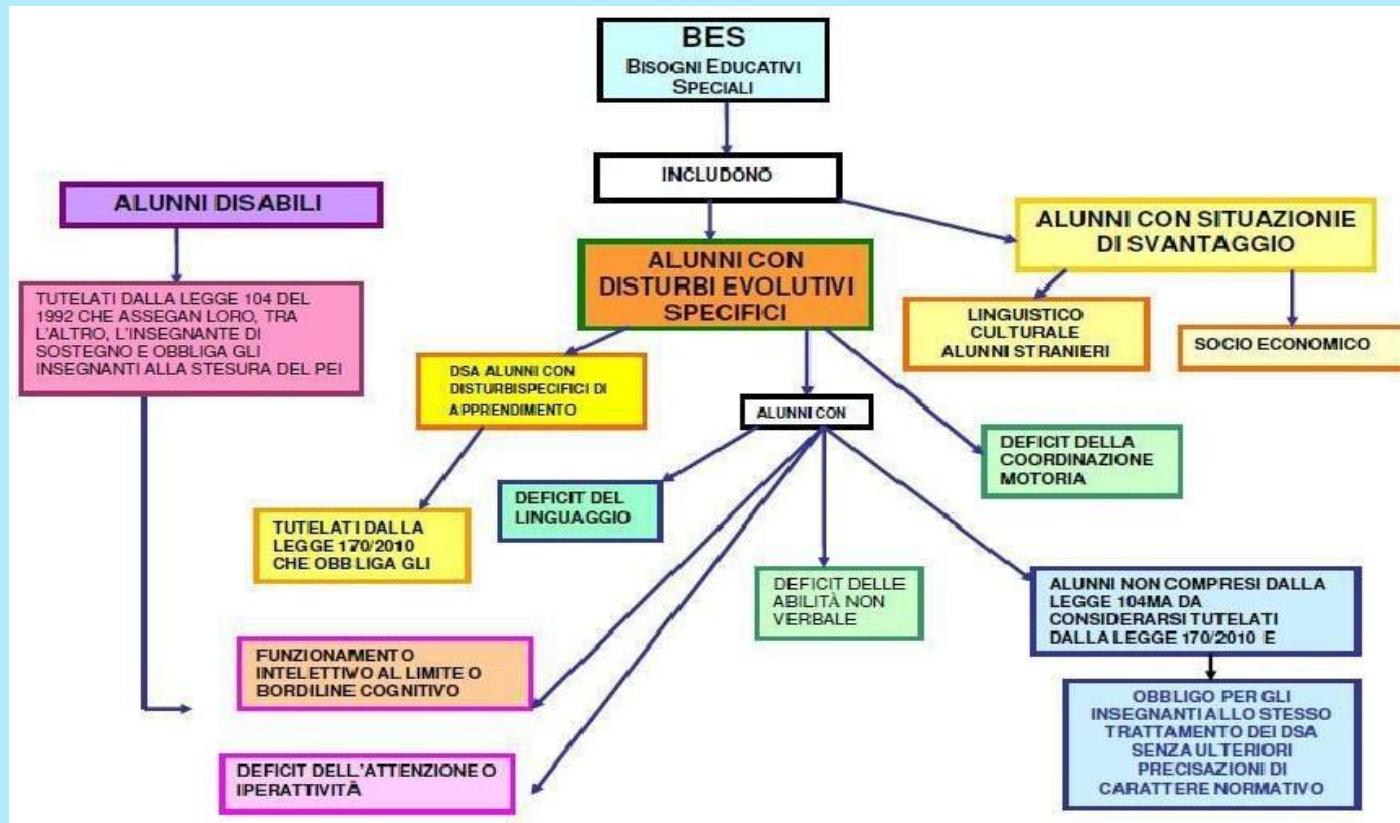 BES
BISOGNI EDUCATIVI
SPECIALI
INCLUDONO
ALUNNI DISABILI
TUTELATI DALLA LEGGE 104 DEL
1992 CHE ASSEGAN LORO, TRA
L'ALTRO, L'INSEGNANTE DI
SOSTEGNO E OBBLIGA GLI
INSEGNANTI ALLA STESURA DEL PEI
ALUNNI CON
DISTURBI EVOLUTIVI
SPECIFICI
ALUNNI CON SITUAZIONIE
DI SVANTAGGIO
LINGUISTICO
CULTURALE
ALUNNI STRANIERI
SOCIO ECONOMICO
DSA ALUNNI CON
DISTURBISPECIFICI DI
APPRENDIMENTO
ALUNNI CON
DEFICIT DELLA
COORDINAZIONE
MOTORIA
DEFICIT DEL
LINGUAGGIO
TUTELATI DALLA
LEGGE 170/2010
CHE OBBLIGA GLI
DEFICIT DELLE
ABILITÀ NON
VERBALE
ALUNNI NON COMPRESI DALLA
LEGGE 104MA DA
CONSIDERARSI TUTELATI
DALLA LEGGE 170/2010 E
FUNZIONAMENTO
INTELETTIVO AL LIMITE O
BORDILINE COGNITIVO
OBBLIGO PER GLI
INSEGNANTI ALLO STESSO
TRATTAMENTO DEI DSA
SENZA ULTERIORI
PRECISAZIONI DI
CARATTERE NORMATIVO
DEFICIT DELL'ATTENZIONE O
IPERATTIVITÀ